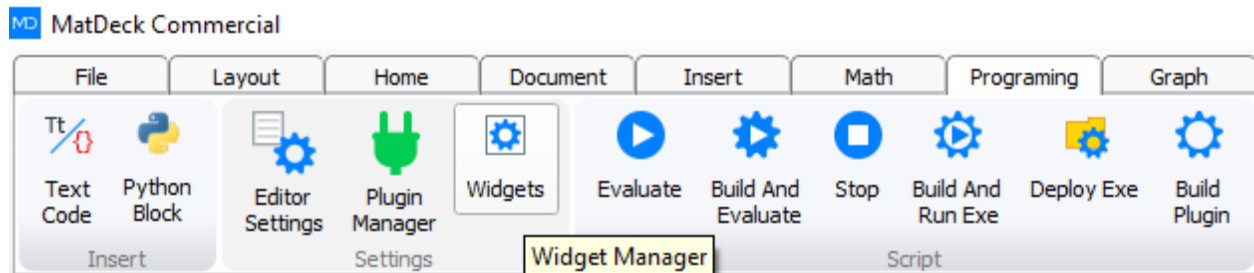 MD MatDeck Commercial
File Layout Home Document Insert Math Programing Graph
Tt {}
Text Code
Python Block
Editor Settings
Plugin Manager
Widgets
Evaluate
Build And Evaluate
Stop
Build And Run Exe
Deploy Exe
Build Plugin
Insert Settings Widget Manager Script